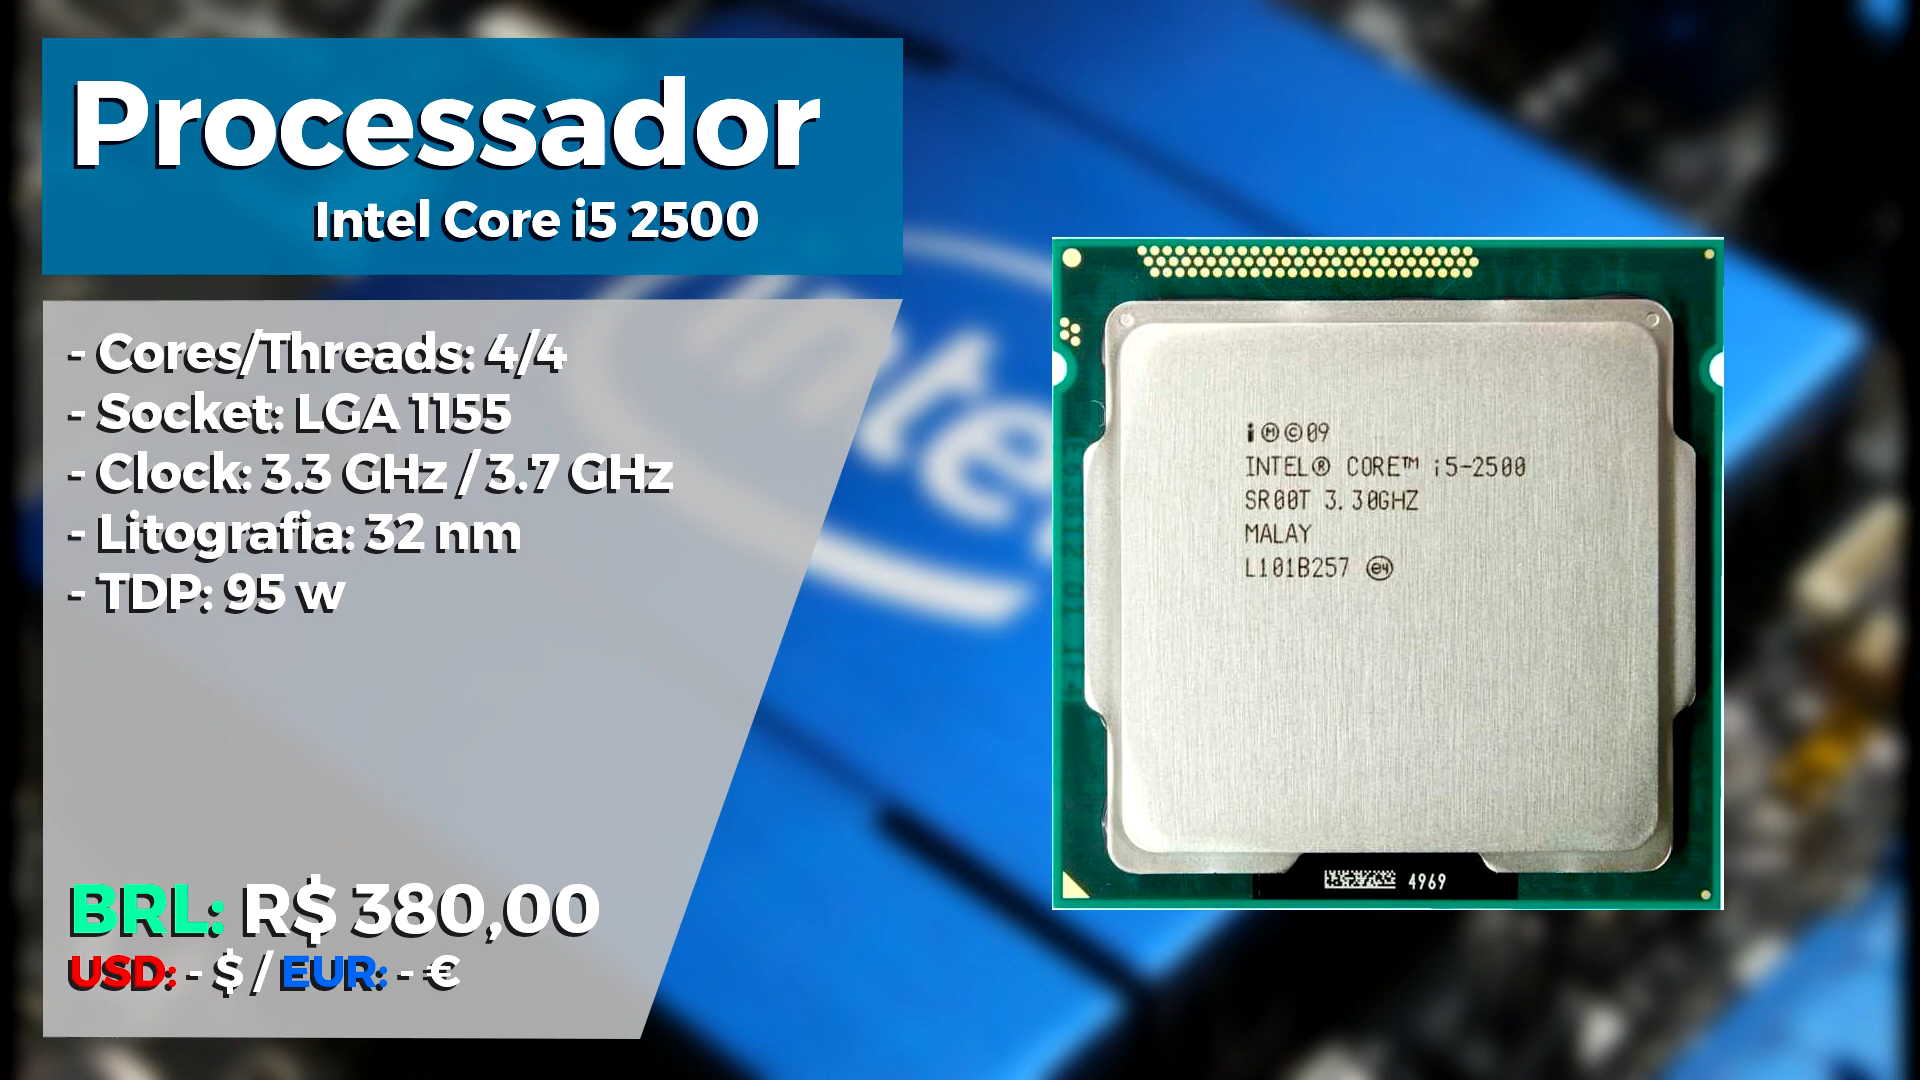 Processador
Intel Core i5 2500
- Cores/Threads: 4/4
- Socket: LGA 1155
- Clock: 3.3 GHz / 3.7 GHz
- Litografia: 32 nm
- TDP: 95 w
BRL: R$ 380,00
USD: - $ / EUR: - €
i Ⓜ©09
INTEL® CORE™ i5-2500
SR00T 3.30GHZ
MALAY
L101B257 e4
4969
intel